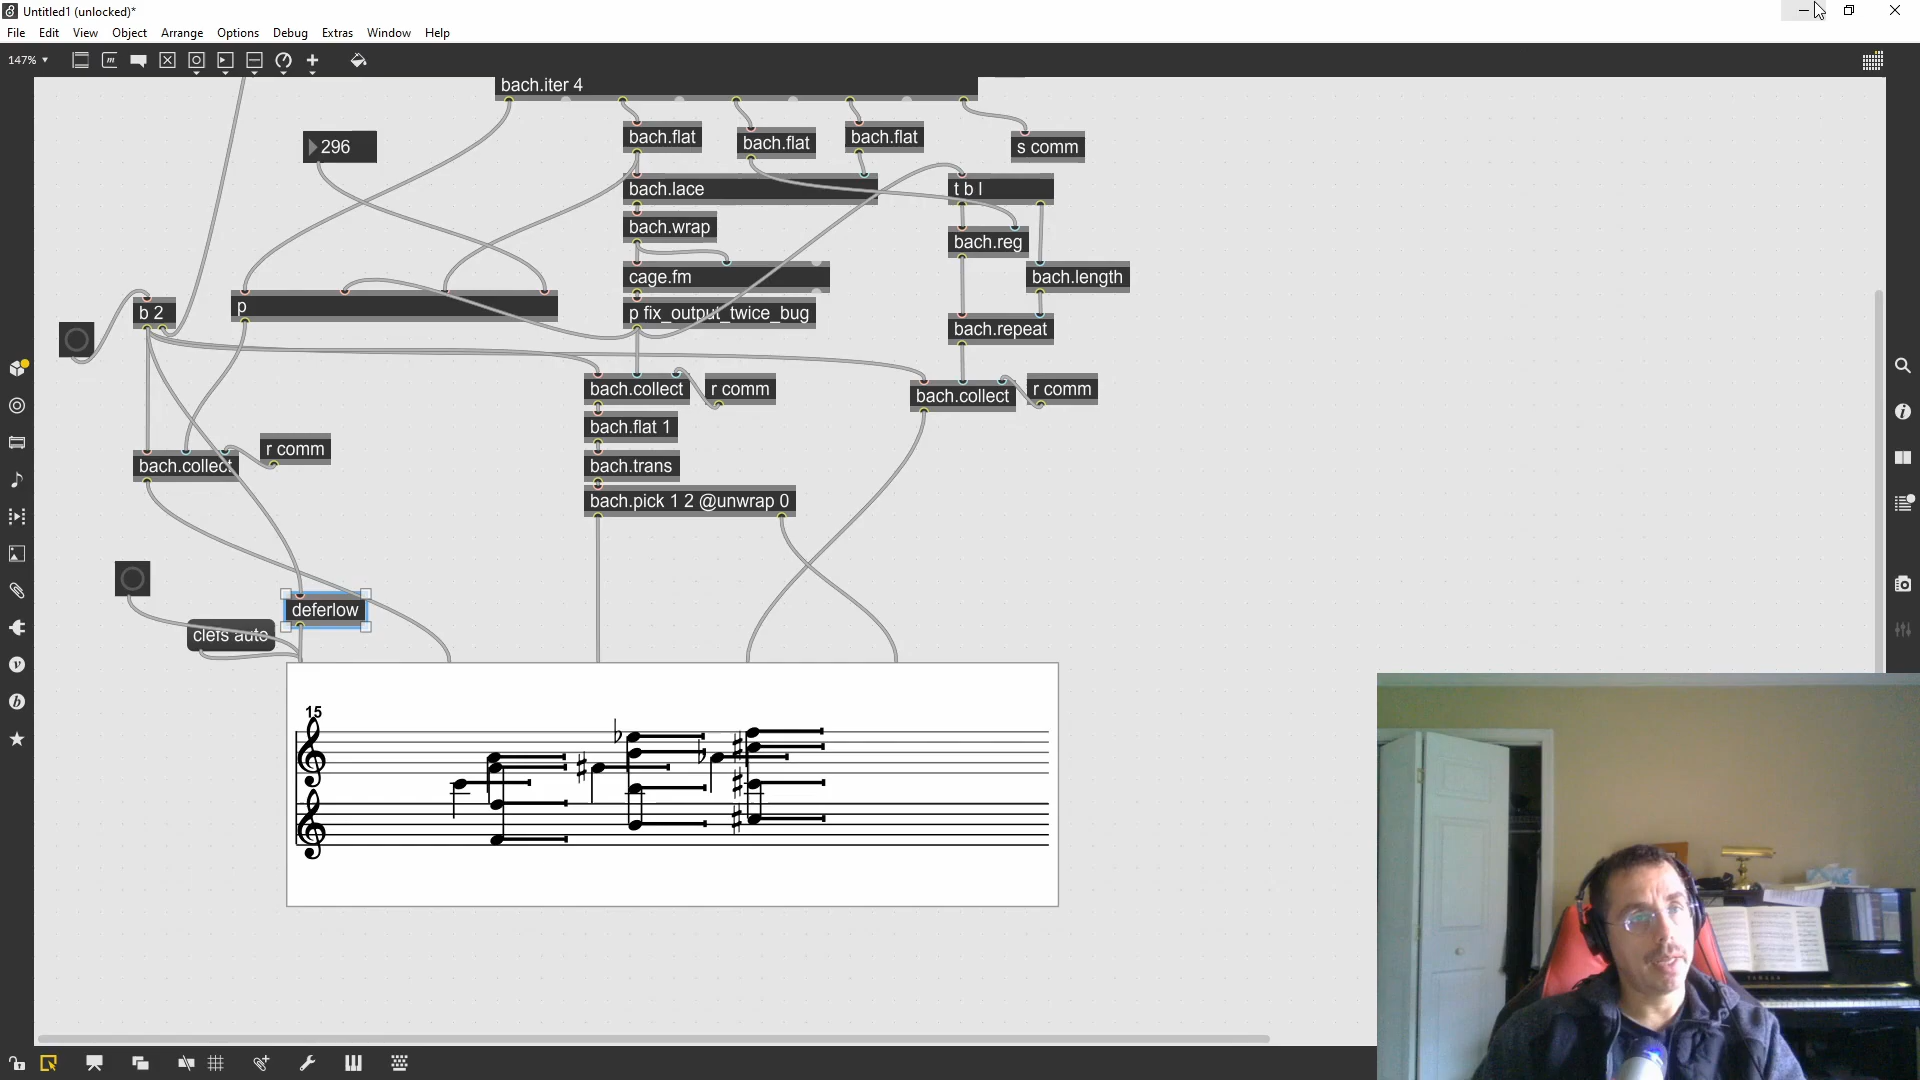 Untitled1 (unlocked)*
File Edit View Object Arrange Options Debug Extras Window Help
147%
bach.iter 4
296
bach.flat
bach.flat
bach.flat
s comm
bach.lace
t b l
bach.wrap
bach.reg
cage.fm
bach.length
b 2
p
p fix_output_twice_bug
bach.repeat
bach.collect
r comm
bach.collect
r comm
bach.flat 1
r comm
bach.collect
bach.trans
bach.pick 1 2 @unwrap 0
deferlow
clefs auto
15
YAMAHA